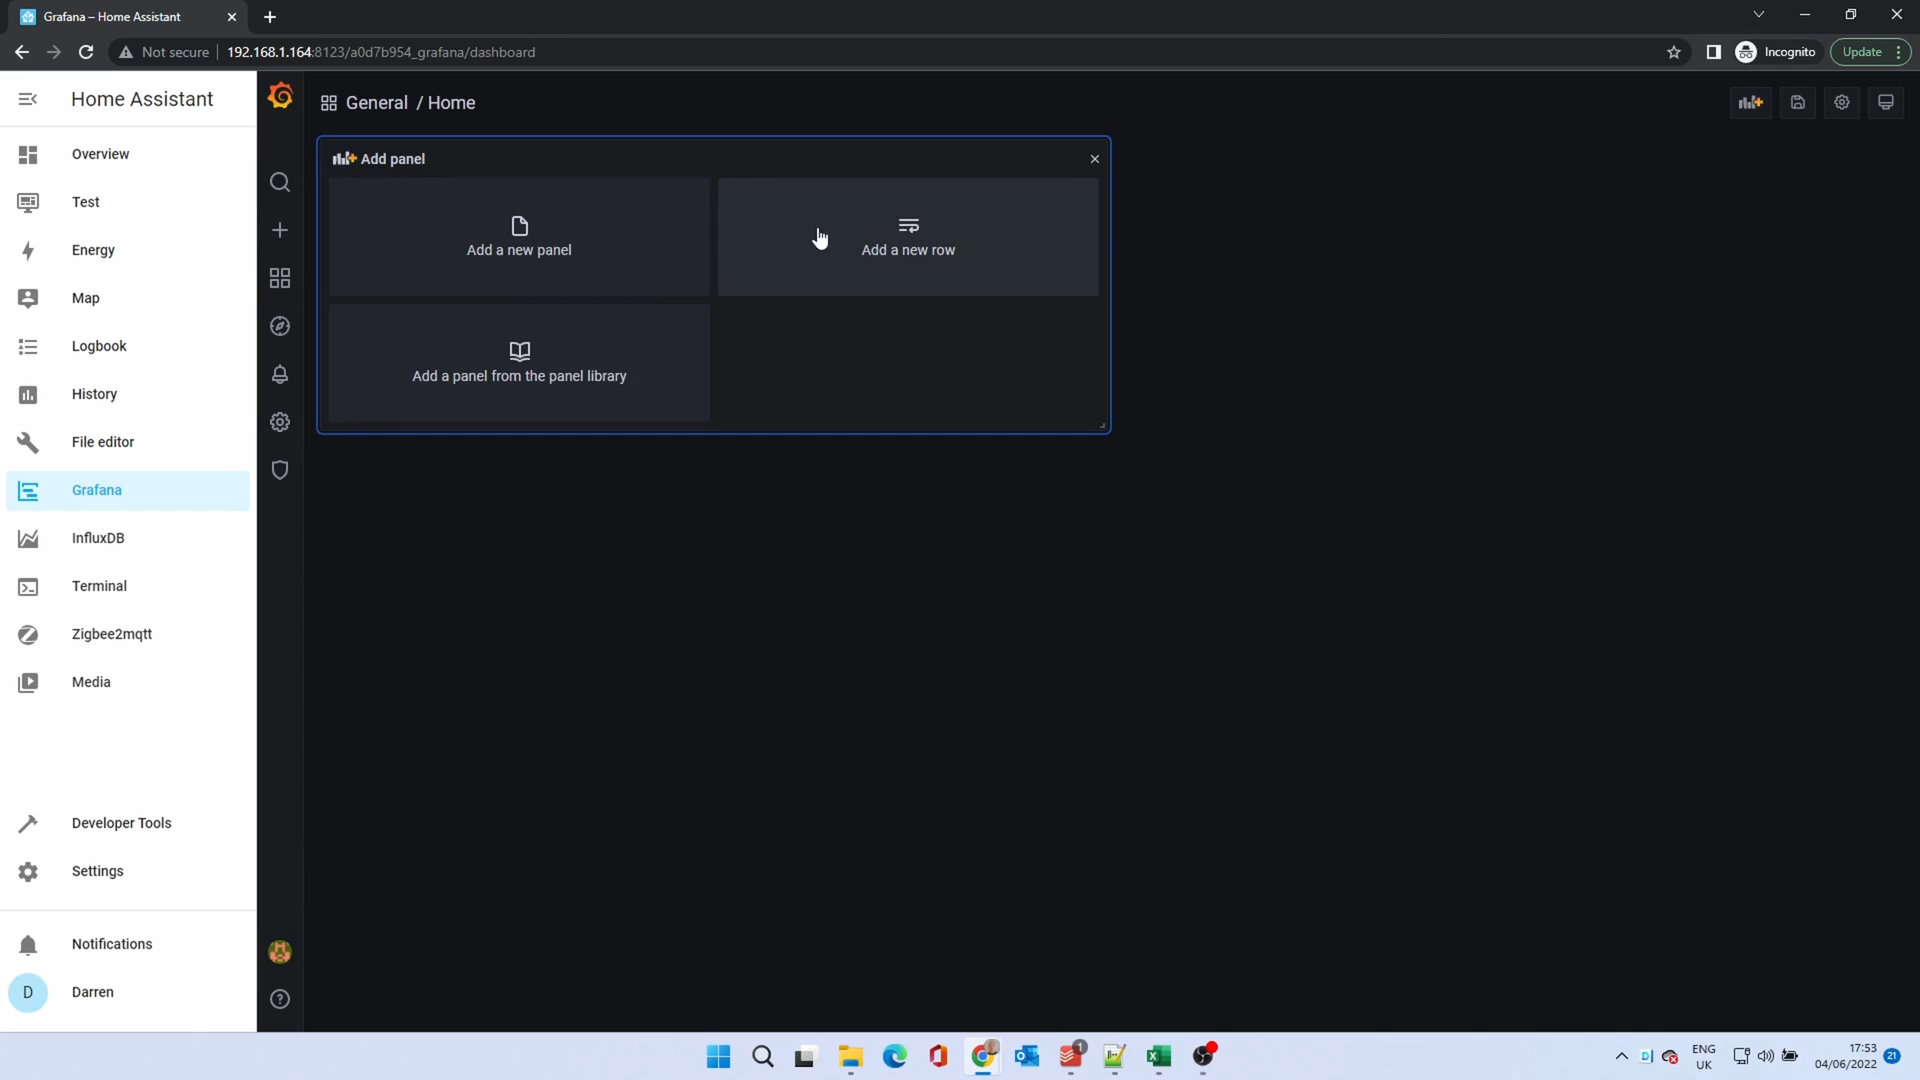 Grafana – Home Assistant
Not secure 192.168.1.164:8123/a0d7b954_grafana/dashboard
Incognito
Update
Home Assistant
General / Home
Add panel
Overview
Test
Energy
Map
Logbook
History
File editor
Grafana
InfluxDB
Terminal
Zigbee2mqtt
Media
Developer Tools
Settings
Notifications
D Darren
Add a new panel
Add a new row
Add a panel from the panel library
1
D
ENG
UK
17:53
04/06/2022
21